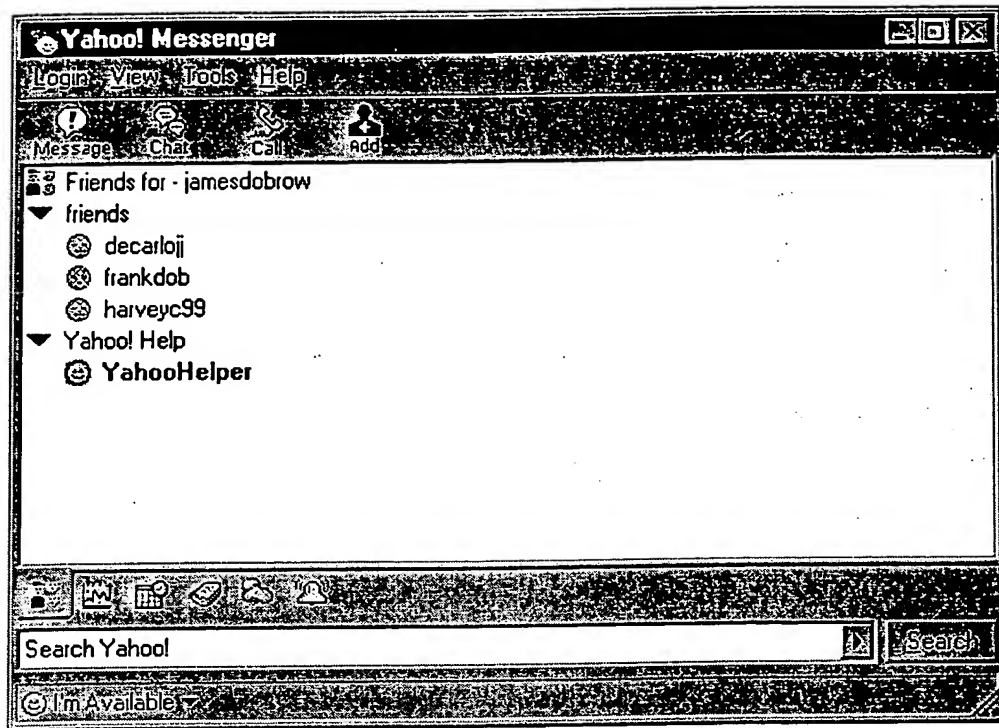 Yahoo! Messenger
Login View Tools Help
Message Chat Call Add
Friends for - jamesdobrow
friends
decarlojj
frankdob
harveyc99
Yahoo! Help
YahooHelper
Search Yahoo!
Search
I'm Available